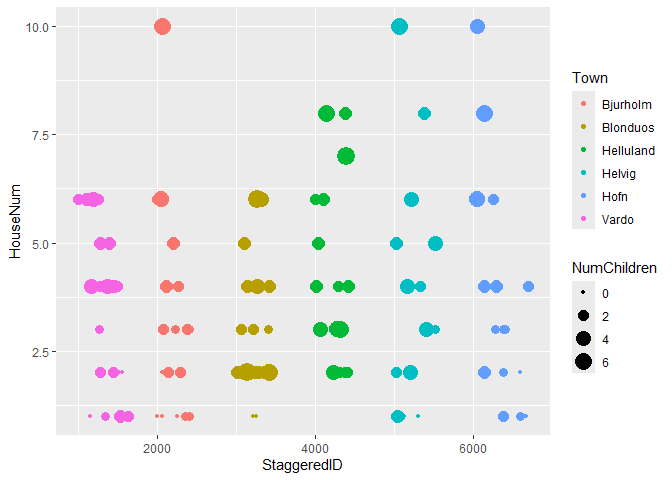 10.0
7.5
5.0
2.5
HouseNum
2000
4000
6000
StaggeredID
Town
Bjurholm
Blonduos
Helluland
Helvig
Hofn
Vardo
NumChildren
0
2
4
6